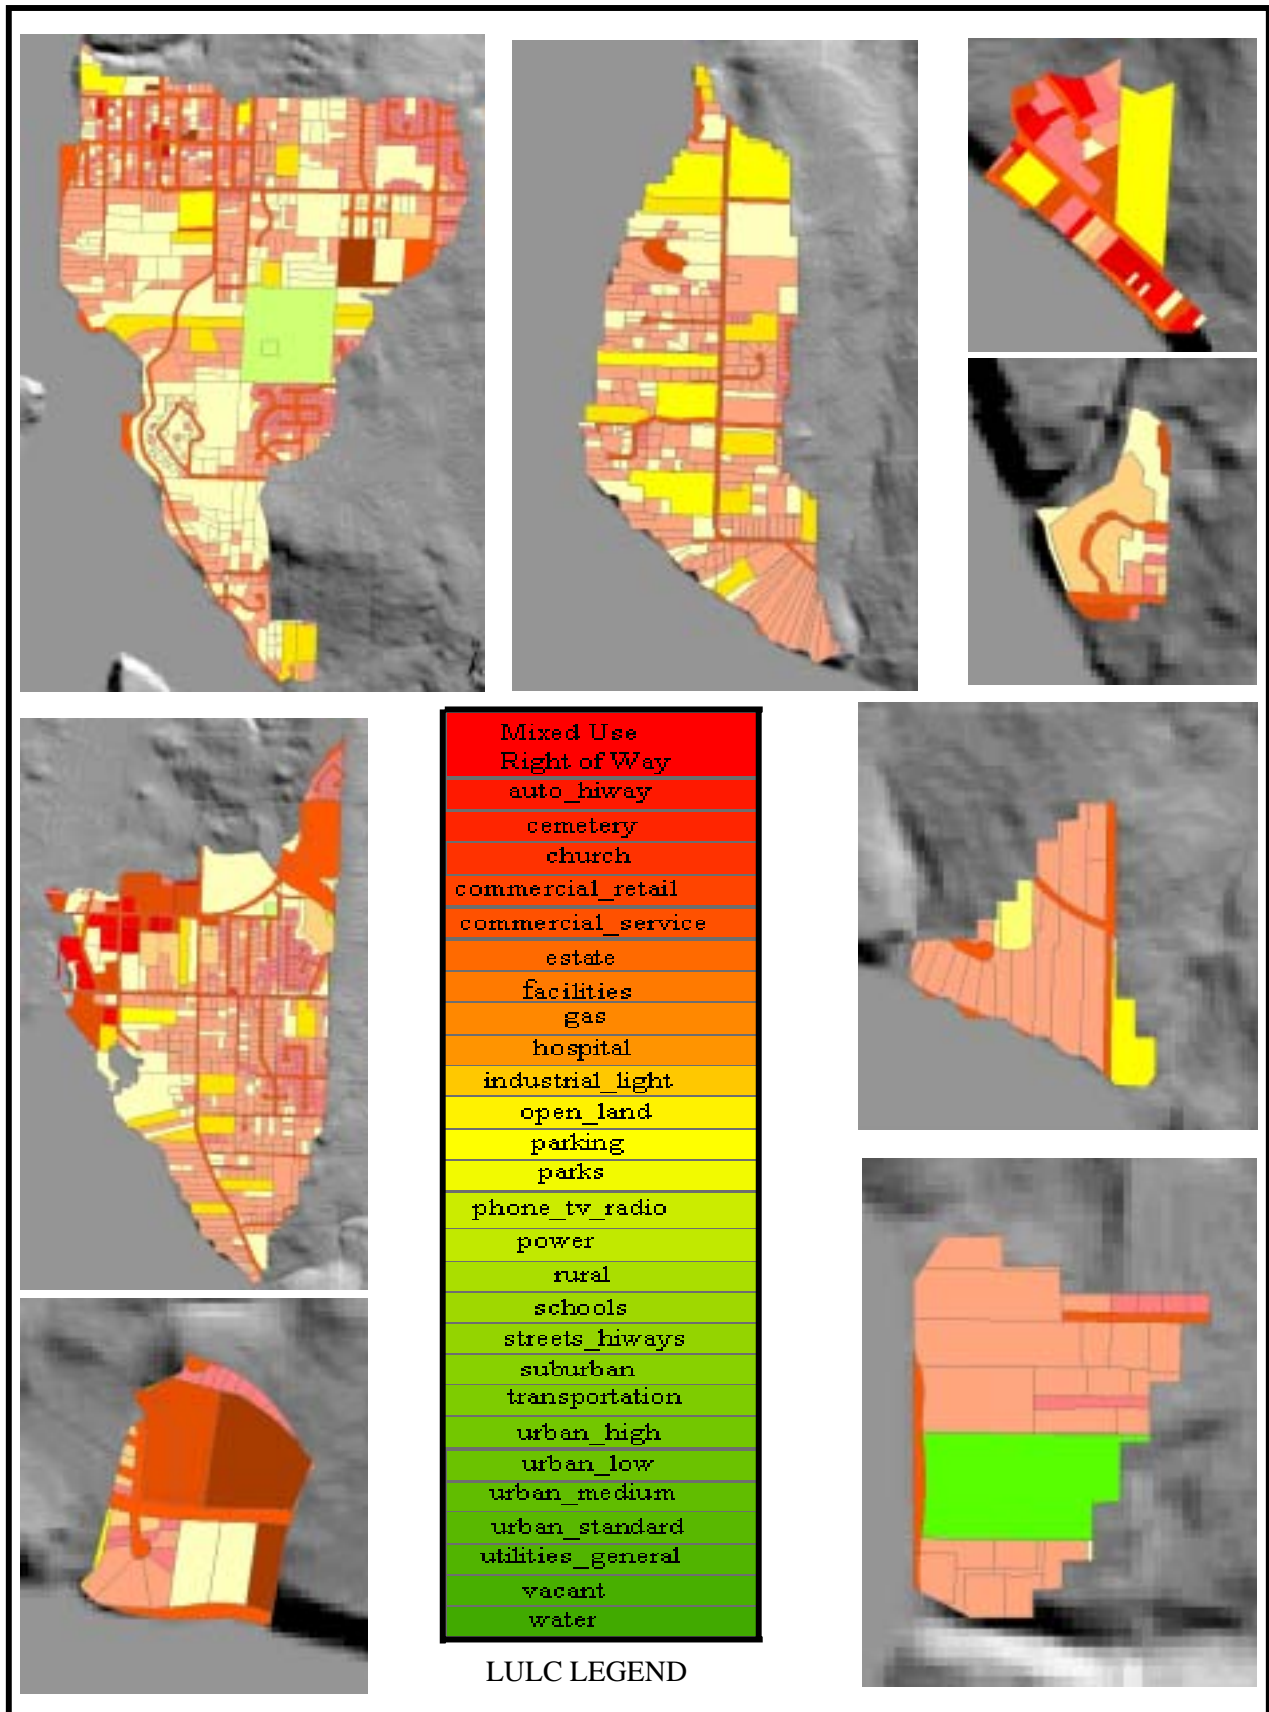 Mixed Use
Right of Way
auto_hiway
cemetery
church
commercial_retail
commercial_service
estate
facilities
gas
hospital
industrial_light
open_land
parking
parks
phone_tv_radio
power
rural
schools
streets_hiways
suburban
transportation
urban_high
urban_low
urban_medium
urban_standard
utilities_general
vacant
water
LULC LEGEND